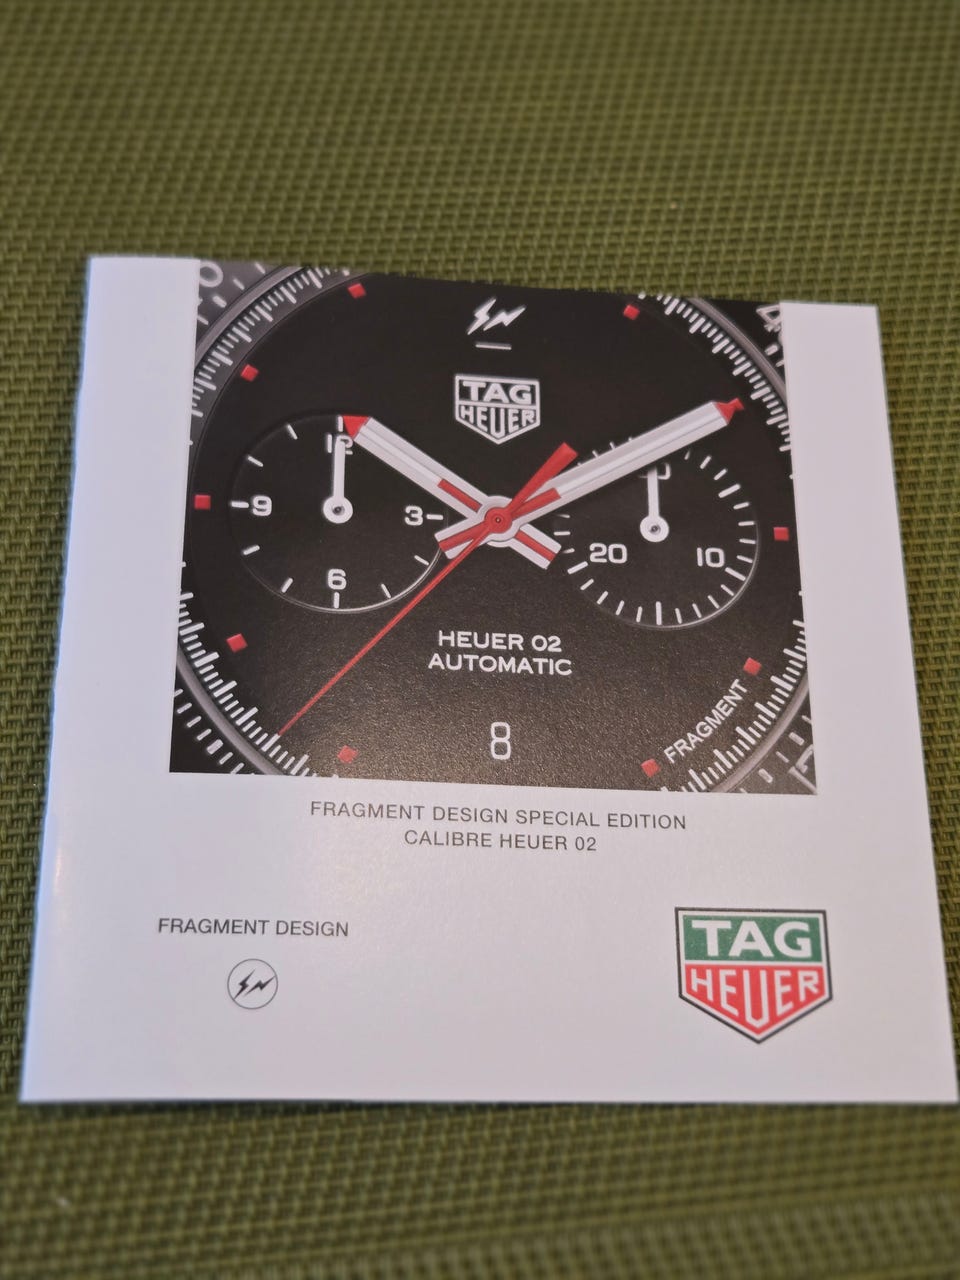 TAG
HEUER
12
9
3
6
20
10
HEUER 02
AUTOMATIC
8
FRAGMENT
FRAGMENT DESIGN SPECIAL EDITION
CALIBRE HEUER 02
FRAGMENT DESIGN
TAG
HEUER